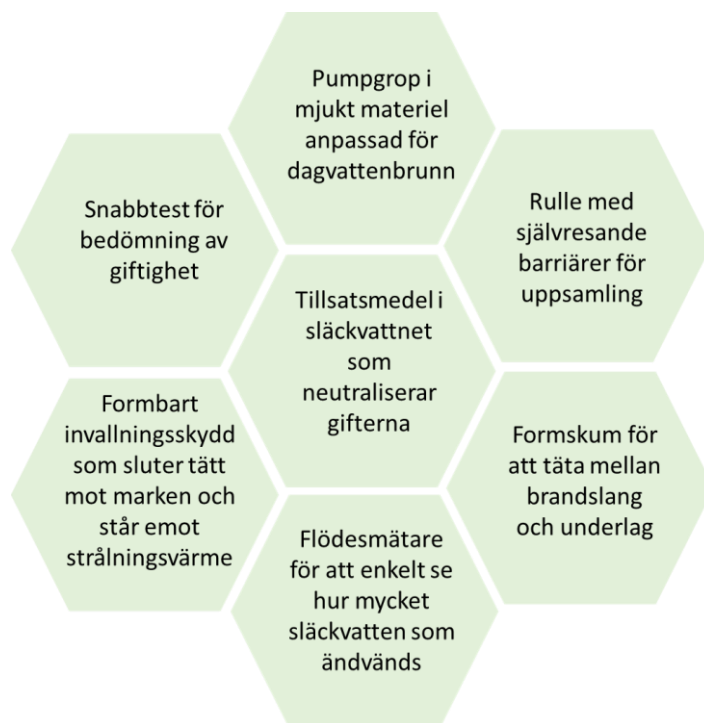 Pumpgrop i
mjukt materiel
anpassad för
dagvattenbrunn
Snabbtest för
bedömning av
giftighet
Rulle med
självresande
barriärer för
uppsamling
Tillsatsmedel i
släckvattnet
som
neutraliserar
gifterna
Formbart
invallningsskydd
som sluter tätt
mot marken och
står emot
strålningsvärme
Formskum för
att täta mellan
brandslang
och underlag
Flödesmätare
för att enkelt se
hur mycket
släckvatten som
ändvänds